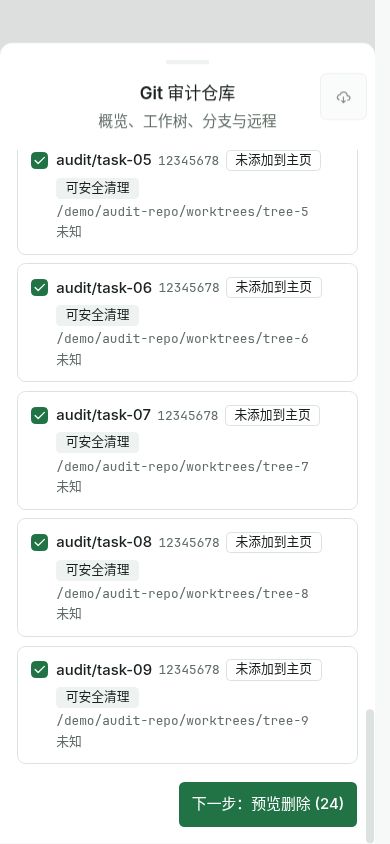 Git 审计仓库
概览、工作树、分支与远程
audit/task-05 12345678 未添加到主页
可安全清理
/demo/audit-repo/worktrees/tree-5
未知
audit/task-06 12345678 未添加到主页
可安全清理
/demo/audit-repo/worktrees/tree-6
未知
audit/task-07 12345678 未添加到主页
可安全清理
/demo/audit-repo/worktrees/tree-7
未知
audit/task-08 12345678 未添加到主页
可安全清理
/demo/audit-repo/worktrees/tree-8
未知
audit/task-09 12345678 未添加到主页
可安全清理
/demo/audit-repo/worktrees/tree-9
未知
下一步：预览删除 (24)